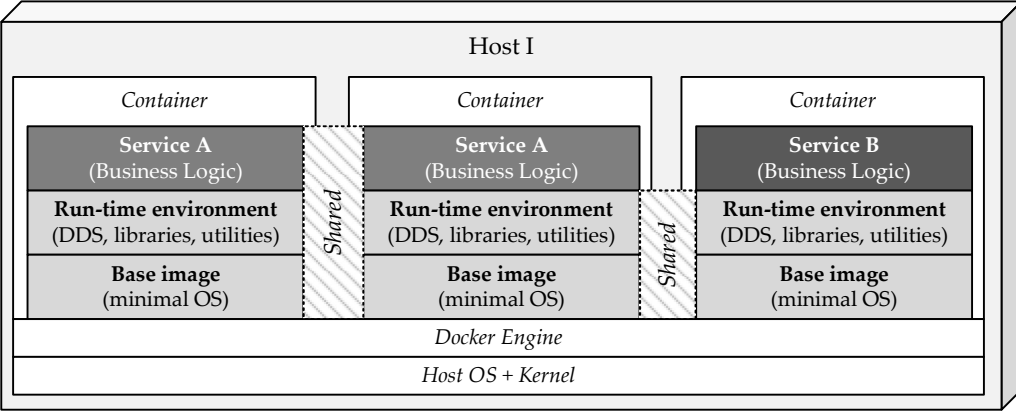 Host I
Container
Service A
(Business Logic)
Run-time environment
(DDS, libraries, utilities)
Base image
(minimal OS)
Shared
Container
Service A
(Business Logic)
Run-time environment
(DDS, libraries, utilities)
Base image
(minimal OS)
Shared
Container
Service B
(Business Logic)
Run-time environment
(DDS, libraries, utilities)
Base image
(minimal OS)
Docker Engine
Host OS + Kernel